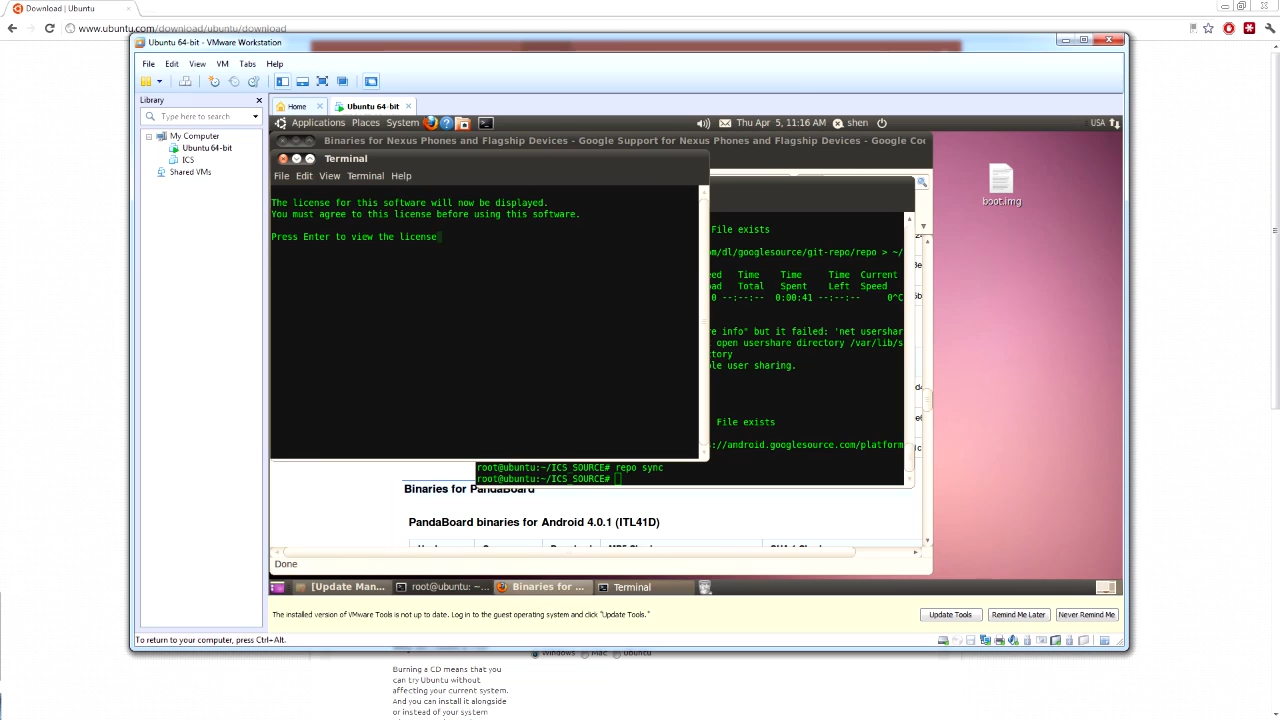 Download | Ubuntu
www.ubuntu.com/download/ubuntu/download
Ubuntu 64-bit - VMware Workstation
File Edit View VM Tabs Help
Library
Type here to search
My Computer
Ubuntu 64-bit
ICS
Shared VMs
Home
Ubuntu 64-bit
Applications Places System
Thu Apr 5, 11:16 AM shen
USA
Binaries for Nexus Phones and Flagship Devices - Google Support for Nexus Phones and Flagship Devices - Google Co
Terminal
File Edit View Terminal Help
The license for this software will now be displayed.
You must agree to this license before using this software.
Press Enter to view the license
File exists
om/dl/googlesource/git-repo/repo > ~/
Time Time Time Current
Total Spent Left Speed
0 --:--:-- 0:00:41 --:--:-- 0^C
re info" but it failed: 'net usershar
open usershare directory /var/lib/s
ctory
le user sharing.
File exists
s://android.googlesource.com/platform
root@ubuntu:~/ICS_SOURCE# repo sync
root@ubuntu:~/ICS_SOURCE#
boot.img
Binaries for PandaBoard
PandaBoard binaries for Android 4.0.1 (ITL41D)
Done
[Update Man...
root@ubuntu: ~...
Binaries for ...
Terminal
The installed version of VMware Tools is not up to date. Log in to the guest operating system and click "Update Tools."
Update Tools
Remind Me Later
Never Remind Me
To return to your computer, press Ctrl+Alt.
Windows Mac Ubuntu
Burning a CD means that you
can try Ubuntu without
affecting your current system.
And you can install it alongside
or instead of your system